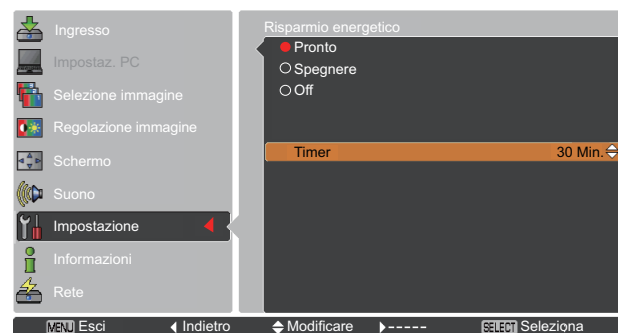 Ingresso
Impostaz. PC
Selezione immagine
Regolazione immagine
Schermo
Suono
Impostazione
Informazioni
Rete
Risparmio energetico
Pronto
Spegnere
Off
Timer 30 Min.
MENU Esci Indietro Modificare ----- SELECT Seleziona